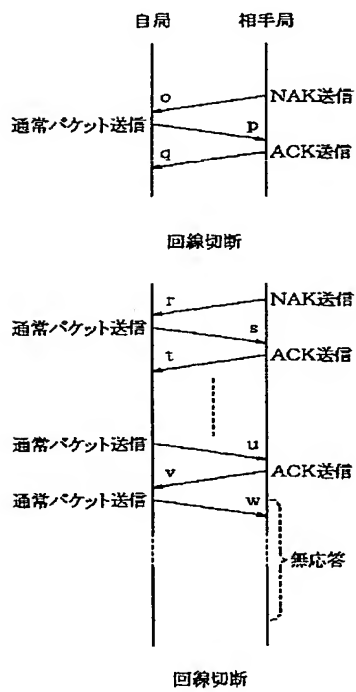 自局 相手局
o NAK送信
通常パケット送信 p
q ACK送信
回線切断
r NAK送信
通常パケット送信 s
t ACK送信
通常パケット送信 u
v ACK送信
通常パケット送信 w
無応答
回線切断